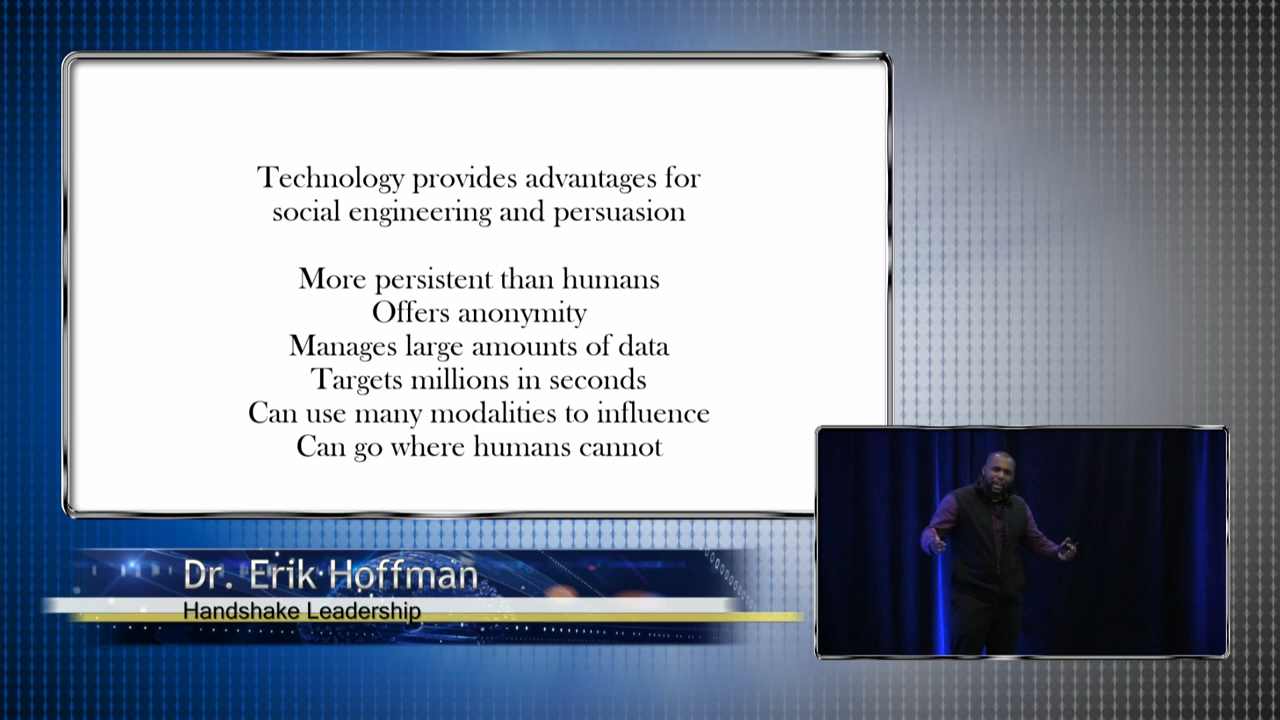 Technology provides advantages for
social engineering and persuasion
More persistent than humans
Offers anonymity
Manages large amounts of data
Targets millions in seconds
Can use many modalities to influence
Can go where humans cannot
Dr. Erik Hoffman
Handshake Leadership